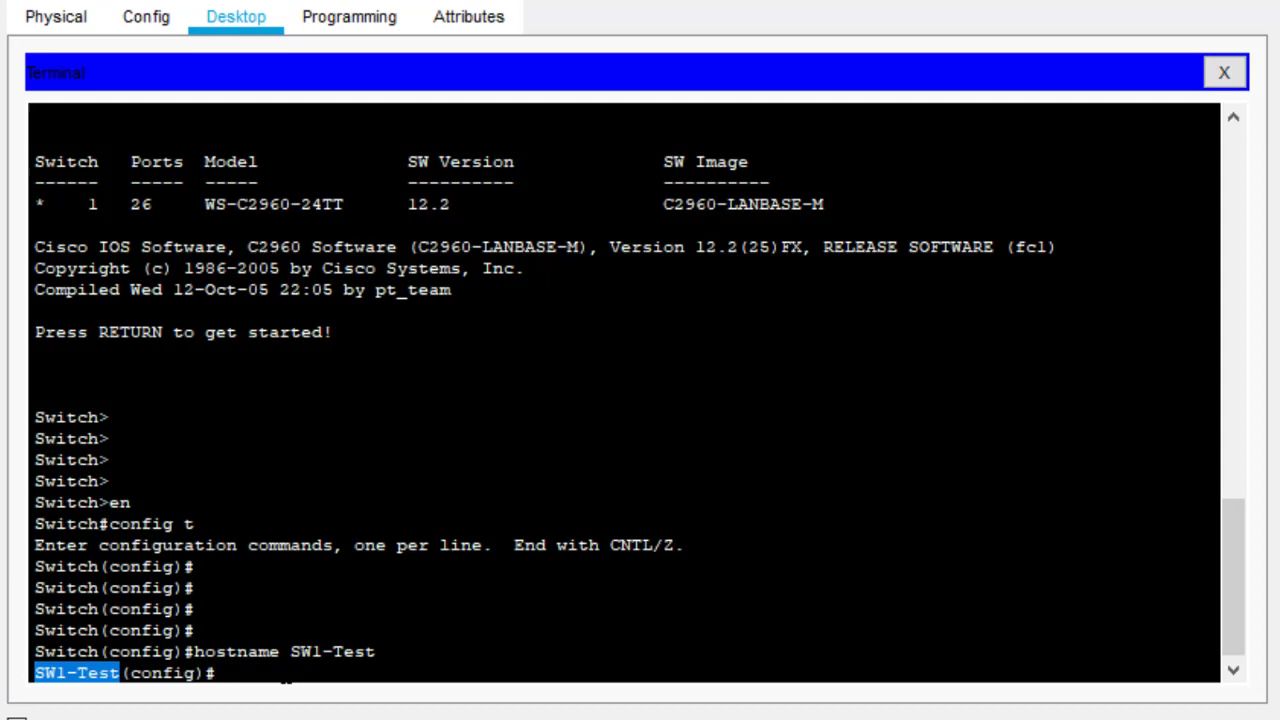 Physical Config Desktop Programming Attributes
Terminal X
Switch Ports Model SW Version SW Image
------ ----- ----- ---------- ----------
* 1 26 WS-C2960-24TT 12.2 C2960-LANBASE-M
Cisco IOS Software, C2960 Software (C2960-LANBASE-M), Version 12.2(25)FX, RELEASE SOFTWARE (fc1)
Copyright (c) 1986-2005 by Cisco Systems, Inc.
Compiled Wed 12-Oct-05 22:05 by pt_team
Press RETURN to get started!
Switch>
Switch>
Switch>
Switch>
Switch>en
Switch#config t
Enter configuration commands, one per line. End with CNTL/Z.
Switch(config)#
Switch(config)#
Switch(config)#
Switch(config)#
Switch(config)#hostname SW1-Test
SW1-Test(config)#